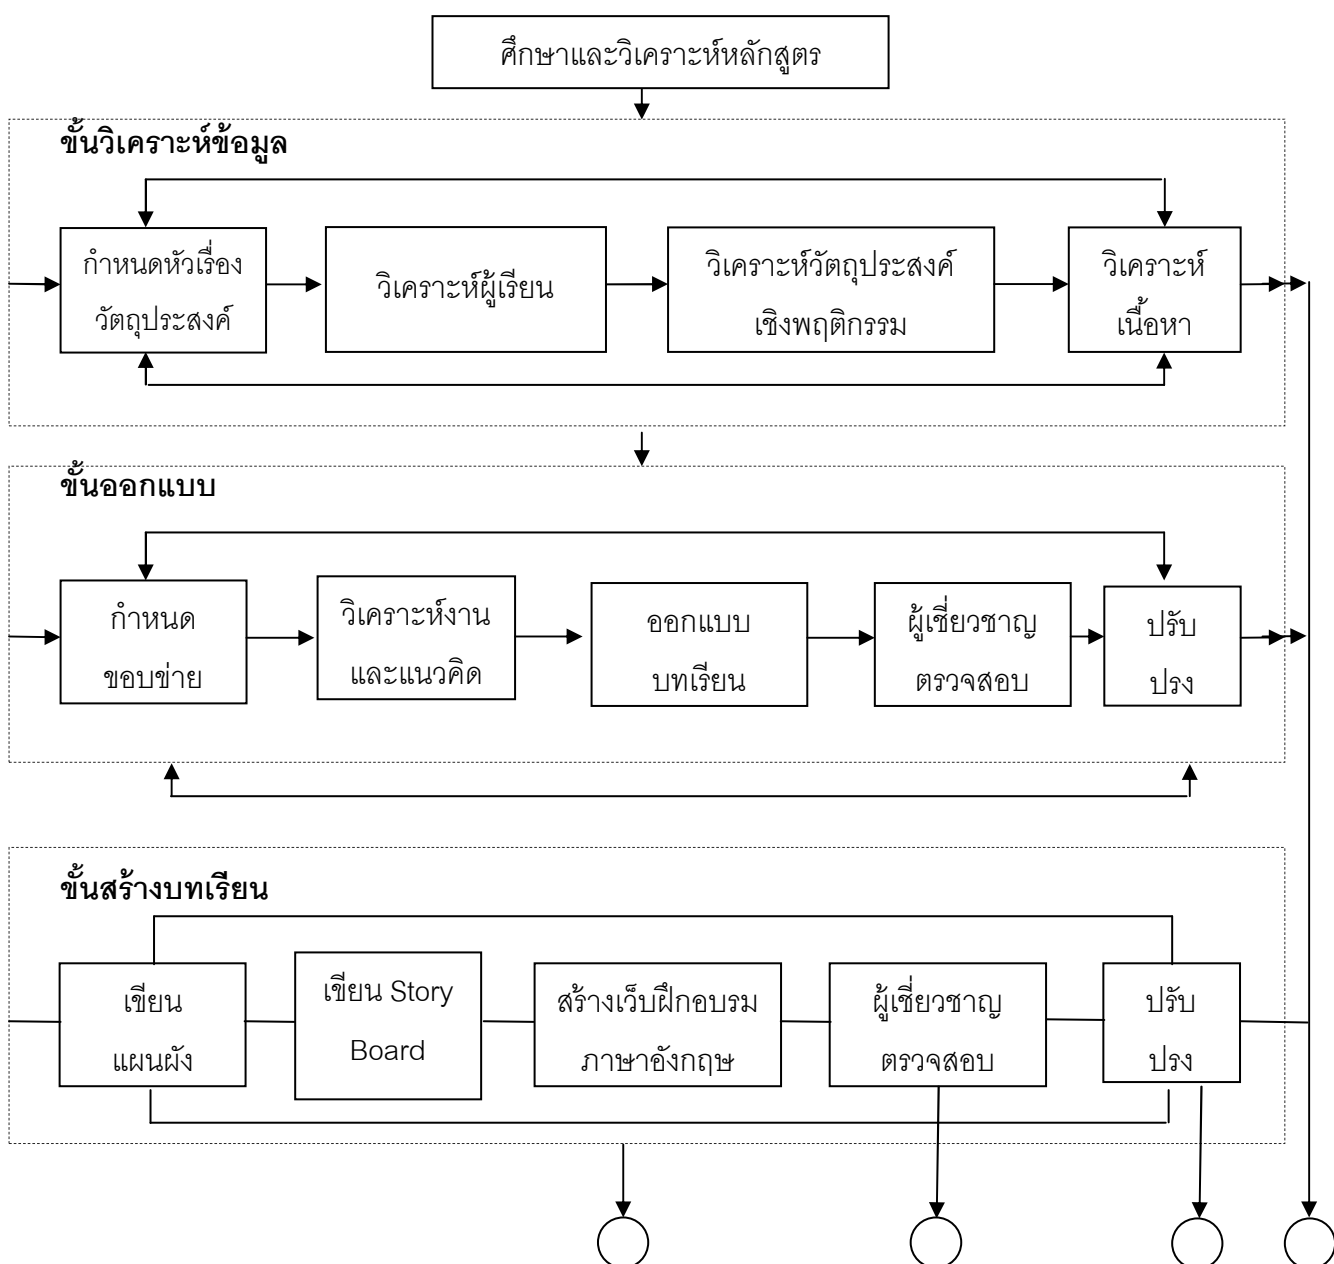 ศึกษาและวิเคราะห์หลักสูตร
ขั้นวิเคราะห์ข้อมูล
กำหนดหัวเรื่อง
วัตถุประสงค์
วิเคราะห์ผู้เรียน
วิเคราะห์วัตถุประสงค์
เชิงพฤติกรรม
วิเคราะห์
เนื้อหา
ขั้นออกแบบ
กำหนด
ขอบข่าย
วิเคราะห์งาน
และแนวคิด
ออกแบบ
บทเรียน
ผู้เชี่ยวชาญ
ตรวจสอบ
ปรับ
ปรง
ขั้นสร้างบทเรียน
เขียน
แผนผัง
เขียน Story
Board
สร้างเว็บฝึกอบรม
ภาษาอังกฤษ
ผู้เชี่ยวชาญ
ตรวจสอบ
ปรับ
ปรง